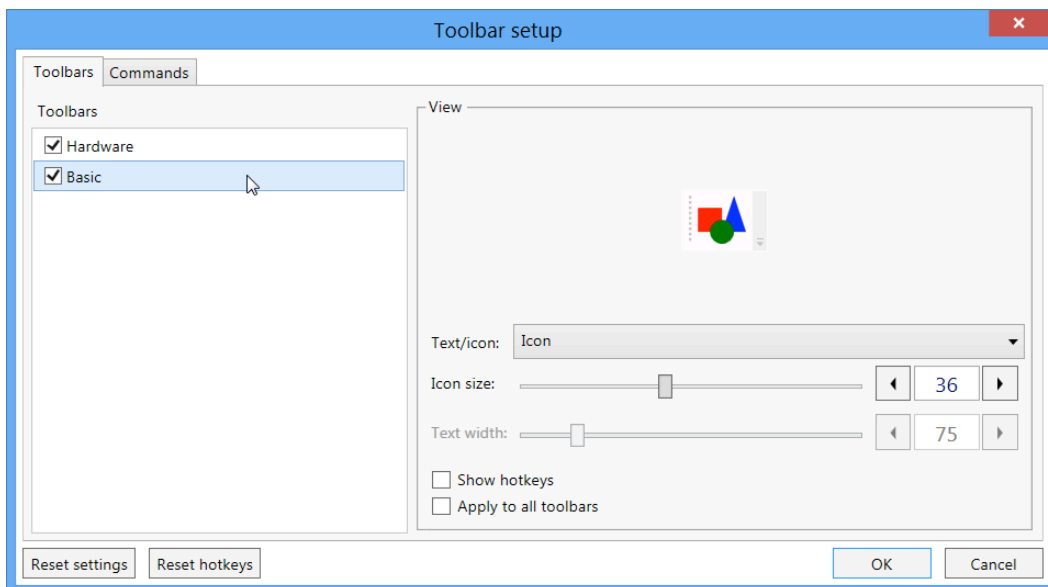 Toolbar setup
Toolbars
Commands
Toolbars
Hardware
Basic
View
Text/icon:
Icon
Icon size:
36
Text width:
75
Show hotkeys
Apply to all toolbars
Reset settings
Reset hotkeys
OK
Cancel